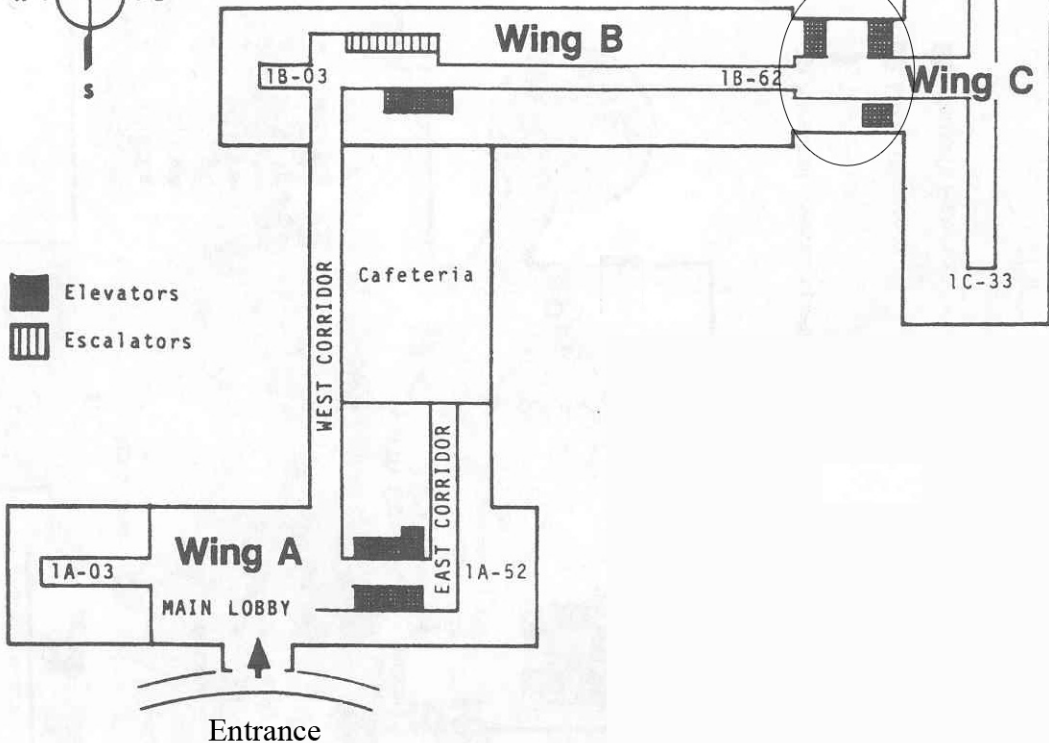 S
Wing B
1B-03
1B-62
Wing C
Elevators
Escalators
WEST CORRIDOR
Cafeteria
1C-33
EAST CORRIDOR
Wing A
1A-03
1A-52
MAIN LOBBY
Entrance